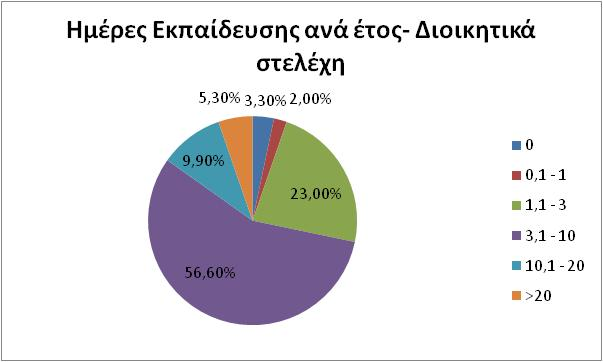 Ημέρες Εκπαίδευσης ανά έτος- Διοικητικά
στελέχη
5,30%
3,30%
2,00%
9,90%
23,00%
56,60%
0
0,1 - 1
1,1 - 3
3,1 - 10
10,1 - 20
>20